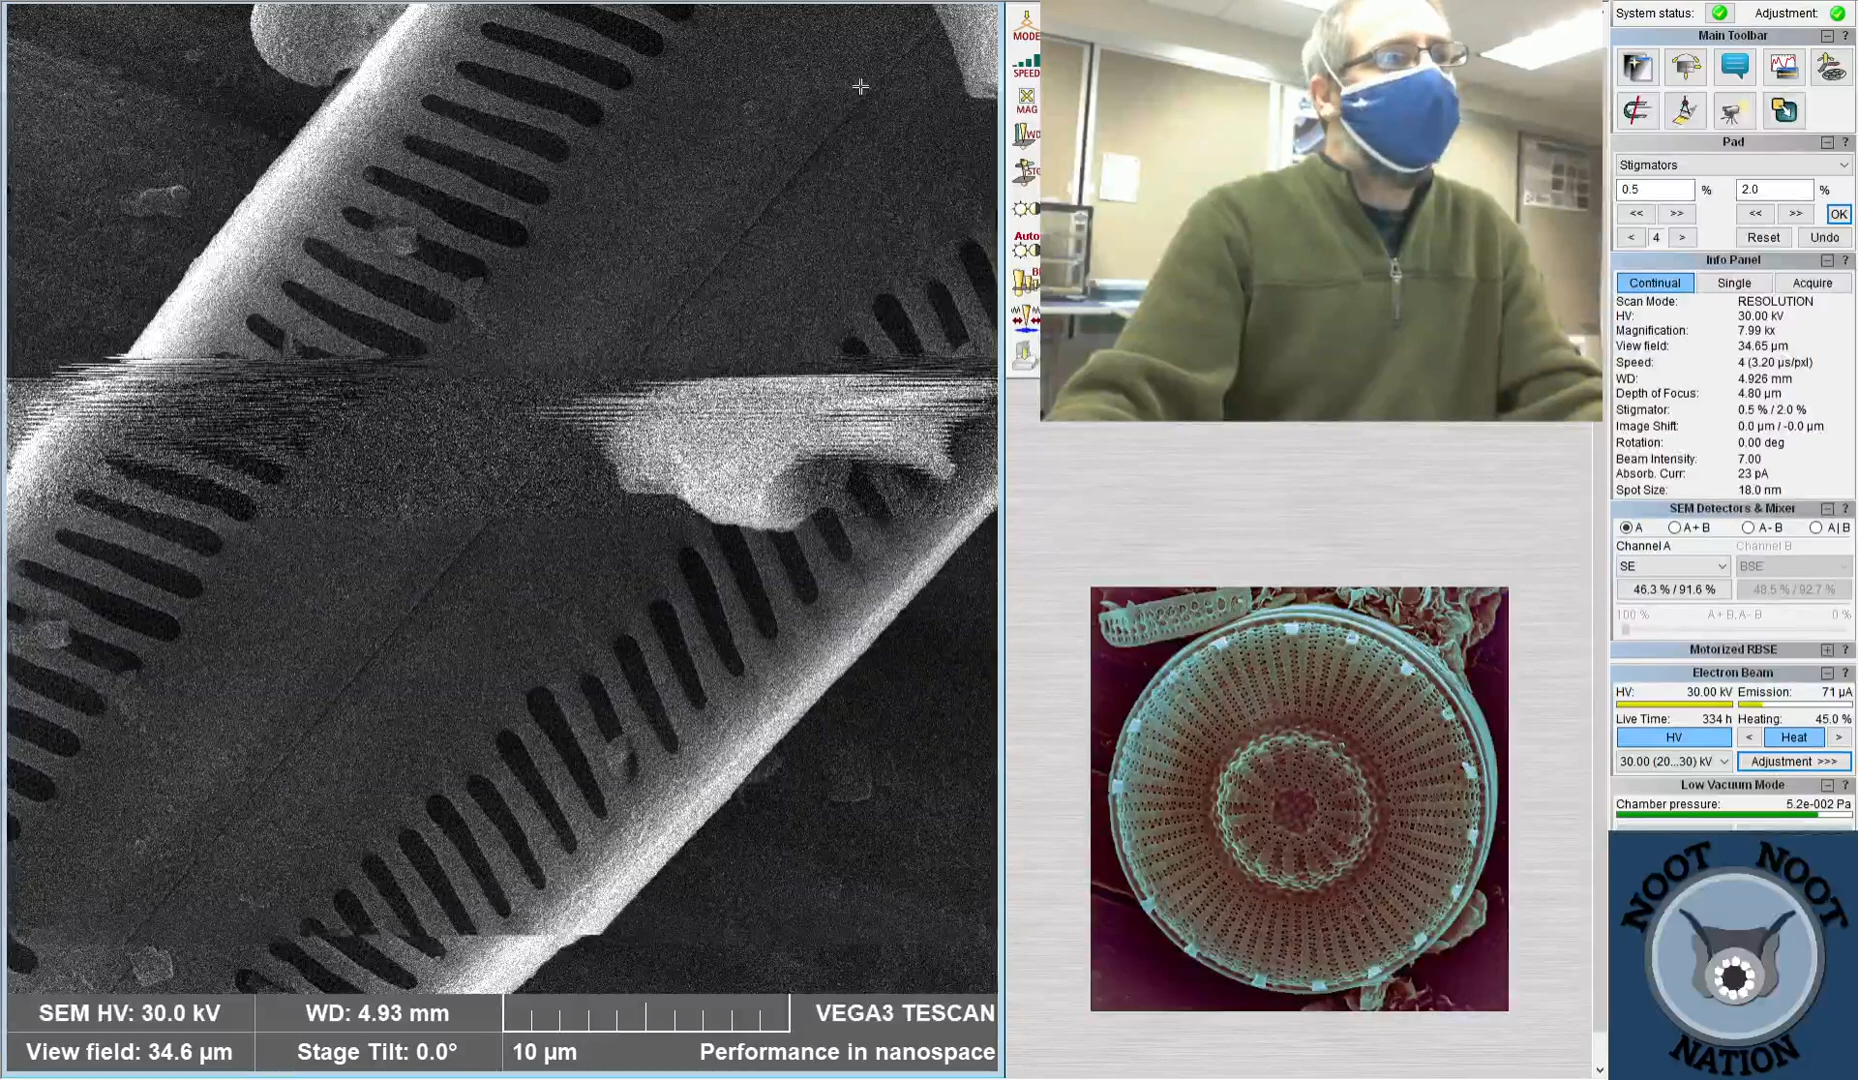 System status: Adjustment:
Main Toolbar
Pad
Stigmators
0.5 % 2.0 %
<< >> << >> OK
< 4 > Reset Undo
Info Panel
Continual Single Acquire
Scan Mode: RESOLUTION
HV: 30.00 kV
Magnification: 7.99 kx
View field: 34.65 µm
Speed: 4 (3.20 µs/pxl)
WD: 4.926 mm
Depth of Focus: 4.80 µm
Stigmator: 0.5 % / 2.0 %
Image Shift: 0.0 µm / -0.0 µm
Rotation: 0.00 deg
Beam Intensity: 7.00
Absorb. Curr: 23 pA
Spot Size: 18.0 nm
SEM Detectors & Mixer
A A + B A - B A | B
Channel A Channel B
SE BSE
46.3 % / 91.6 % 48.5 % / 92.7 %
100 % A + B, A - B 0 %
Motorized RBSE
Electron Beam
HV: 30.00 kV Emission: 71 µA
Live Time: 334 h Heating: 45.0 %
HV < Heat >
30.00 (20...30) kV Adjustment >>>
Low Vacuum Mode
Chamber pressure: 5.2e-002 Pa
MODE
SPEED
MAG
WD
Auto
NOOT NOOT
NATION
SEM HV: 30.0 kV WD: 4.93 mm VEGA3 TESCAN
View field: 34.6 µm Stage Tilt: 0.0° 10 µm Performance in nanospace